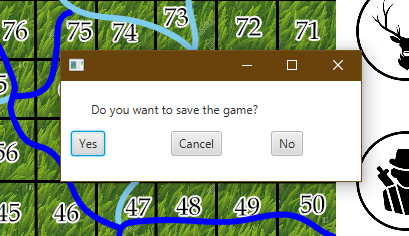 76 75 74 73 72 71
Do you want to save the game?
Yes Cancel No
56
45 46 47 48 49 50